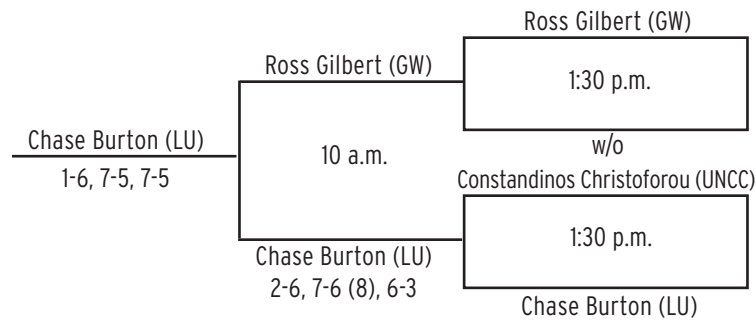 Ross Gilbert (GW)
Ross Gilbert (GW)
1:30 p.m.
Chase Burton (LU)
10 a.m.
w/o
1-6, 7-5, 7-5
Constandinos Christoforou (UNCC)
1:30 p.m.
Chase Burton (LU)
2-6, 7-6 (8), 6-3
Chase Burton (LU)